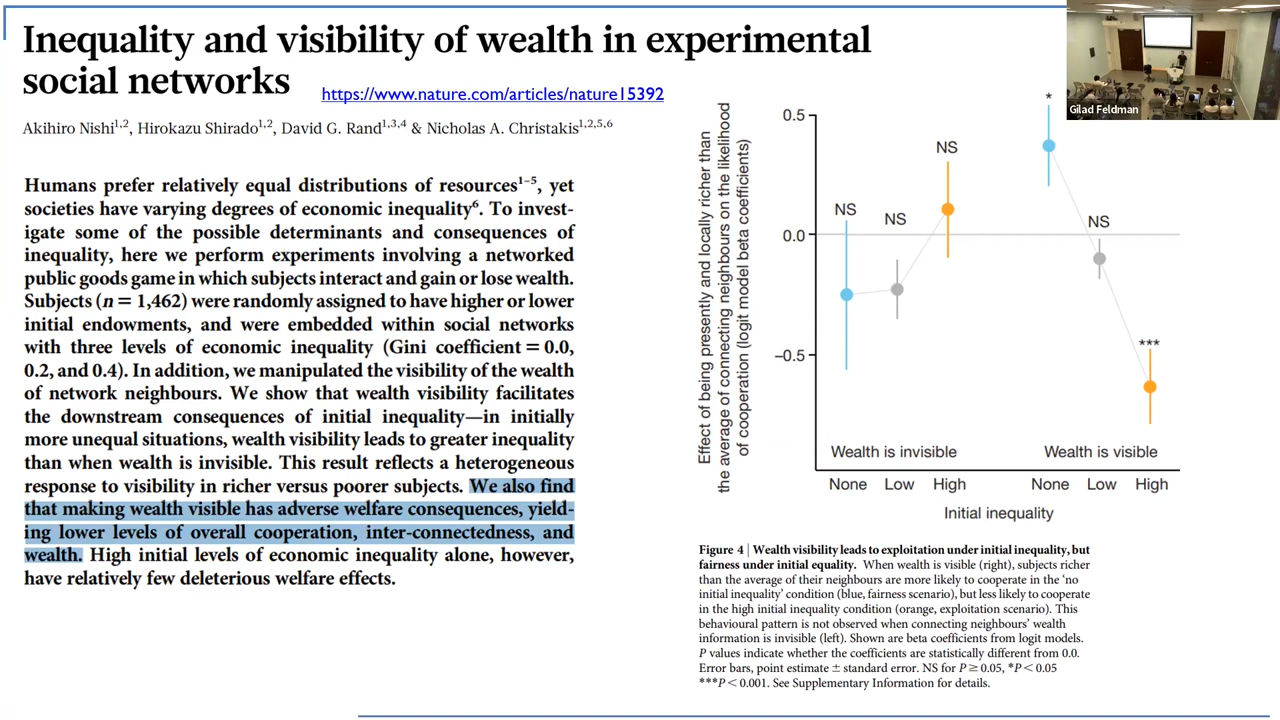 Inequality and visibility of wealth in experimental
social networks
https://www.nature.com/articles/nature15392
Akihiro Nishi1,2, Hirokazu Shirado1,2, David G. Rand1,3,4 & Nicholas A. Christakis1,2,5,6
Humans prefer relatively equal distributions of resources1–5, yet
societies have varying degrees of economic inequality6. To invest-
igate some of the possible determinants and consequences of
inequality, here we perform experiments involving a networked
public goods game in which subjects interact and gain or lose wealth.
Subjects (n = 1,462) were randomly assigned to have higher or lower
initial endowments, and were embedded within social networks
with three levels of economic inequality (Gini coefficient = 0.0,
0.2, and 0.4). In addition, we manipulated the visibility of the wealth
of network neighbours. We show that wealth visibility facilitates
the downstream consequences of initial inequality—in initially
more unequal situations, wealth visibility leads to greater inequality
than when wealth is invisible. This result reflects a heterogeneous
response to visibility in richer versus poorer subjects. We also find
that making wealth visible has adverse welfare consequences, yield-
ing lower levels of overall cooperation, inter-connectedness, and
wealth. High initial levels of economic inequality alone, however,
have relatively few deleterious welfare effects.
Gilad Feldman
Effect of being presently and locally richer than
the average of connecting neighbours on the likelihood
of cooperation (logit model beta coefficients)
0.5
0.0
−0.5
NS
NS
NS
*
NS
***
Wealth is invisible
Wealth is visible
None Low High
None Low High
Initial inequality
Figure 4 | Wealth visibility leads to exploitation under initial inequality, but
fairness under initial equality. When wealth is visible (right), subjects richer
than the average of their neighbours are more likely to cooperate in the ‘no
initial inequality’ condition (blue, fairness scenario), but less likely to cooperate
in the high initial inequality condition (orange, exploitation scenario). This
behavioural pattern is not observed when connecting neighbours’ wealth
information is invisible (left). Shown are beta coefficients from logit models.
P values indicate whether the coefficients are statistically different from 0.0.
Error bars, point estimate ± standard error. NS for P ≥ 0.05, *P < 0.05
***P < 0.001. See Supplementary Information for details.